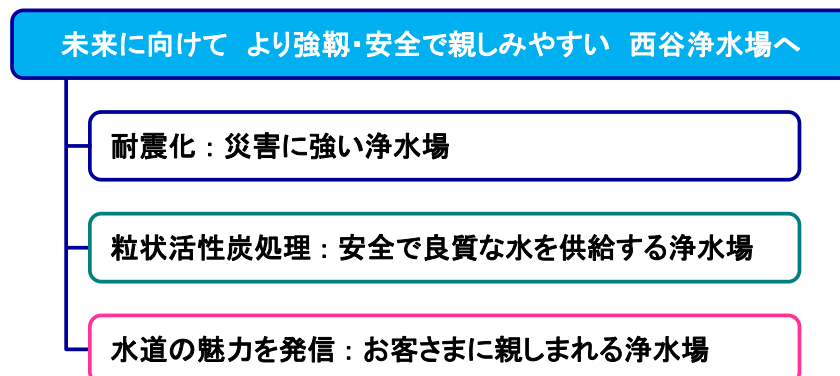 未来に向けて より強靱・安全で親しみやすい 西谷浄水場へ
耐震化：災害に強い浄水場
粒状活性炭処理：安全で良質な水を供給する浄水場
水道の魅力を発信：お客さまに親しまれる浄水場